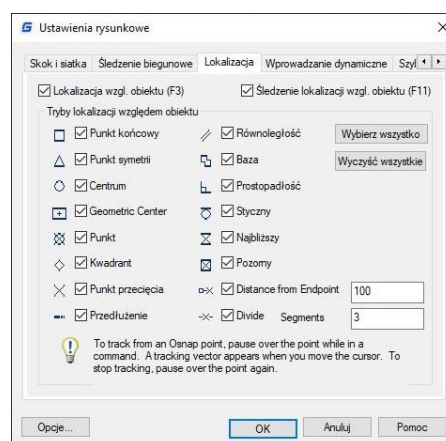 Ustawienia rysunkowe
Skok i siatka Śledzenie biegunowe Lokalizacja Wprowadzanie dynamiczne Szyl
Lokalizacja wzgl. obiektu (F3) Śledzenie lokalizacji wzgl. obiektu (F11)
Tryby lokalizacji względem obiektu
Punkt końcowy Równoległość Wybierz wszystko
Punkt symetrii Baza Wyczyść wszystkie
Centrum Prostopadłość
Geometric Center Styczny
Punkt Najbliższy
Kwadrant Pozorny
Punkt przecięcia Distance from Endpoint 100
Przedłużenie Divide Segments 3
To track from an Osnap point, pause over the point while in a
command. A tracking vector appears when you move the cursor. To
stop tracking, pause over the point again.
Opcje... OK Anuluj Pomoc